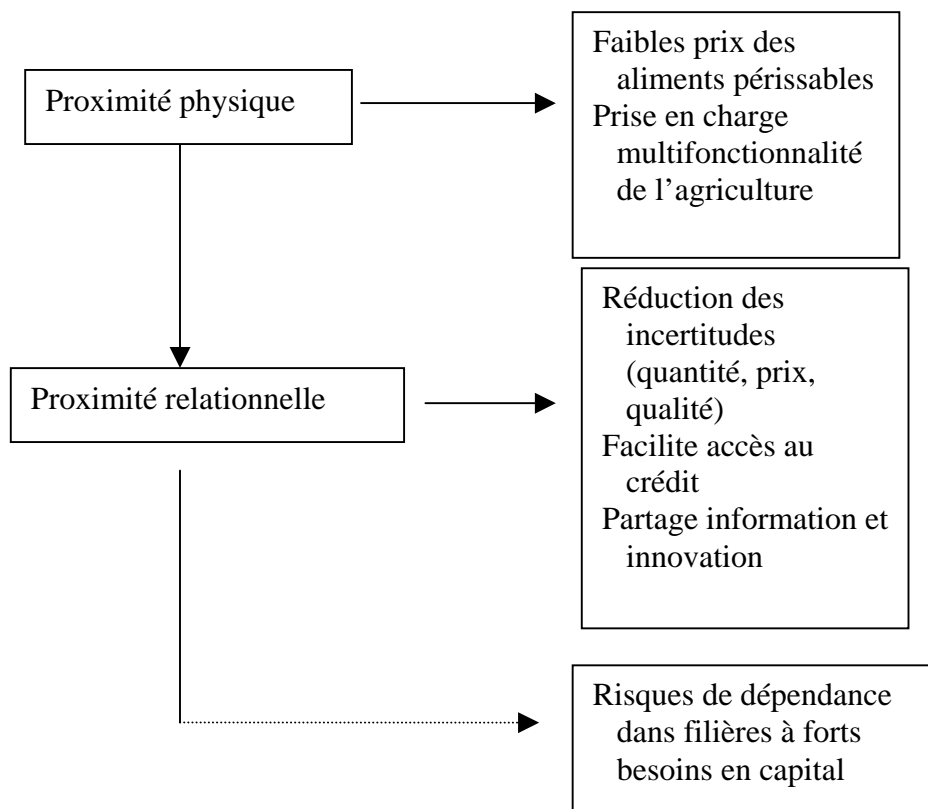 Proximité physique
Faibles prix des
aliments périssables
Prise en charge
multifonctionnalité
de l’agriculture
Proximité relationnelle
Réduction des
incertitudes
(quantité, prix,
qualité)
Facilite accès au
crédit
Partage information et
innovation
Risques de dépendance
dans filières à forts
besoins en capital